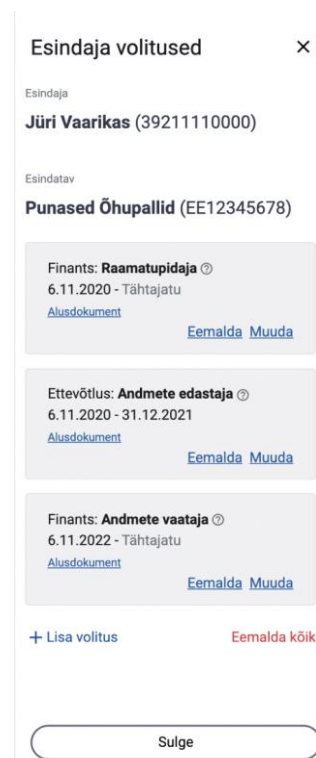 Esindaja volitused ×
Esindaja
Jüri Vaarikas (39211110000)
Esindatav
Punased Õhupallid (EE12345678)
Finants: Raamatupidaja ?
6.11.2020 - Tähtajatu
Alusdokument
Eemalda Muuda
Ettevõtlus: Andmete edastaja ?
6.11.2020 - 31.12.2021
Alusdokument
Eemalda Muuda
Finants: Andmete vaataja ?
6.11.2022 - Tähtajatu
Alusdokument
Eemalda Muuda
+ Lisa volitus Eemalda kõik
Sulge